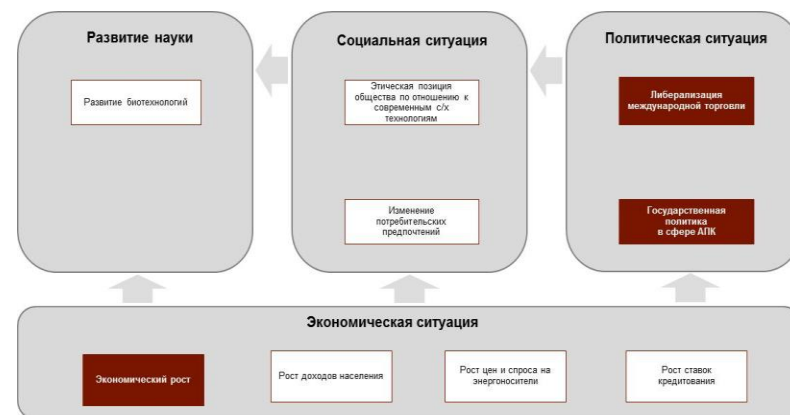 Развитие науки
Социальная ситуация
Политическая ситуация
Развитие биотехнологий
Этическая позиция
общества по отношению к
современным с/х
технологиям
Либерализация
международной торговли
Изменение
потребительских
предпочтений
Государственная
политика
в сфере АПК
Экономическая ситуация
Экономический рост
Рост доходов населения
Рост цен и спроса на
энергоносители
Рост ставок
кредитования